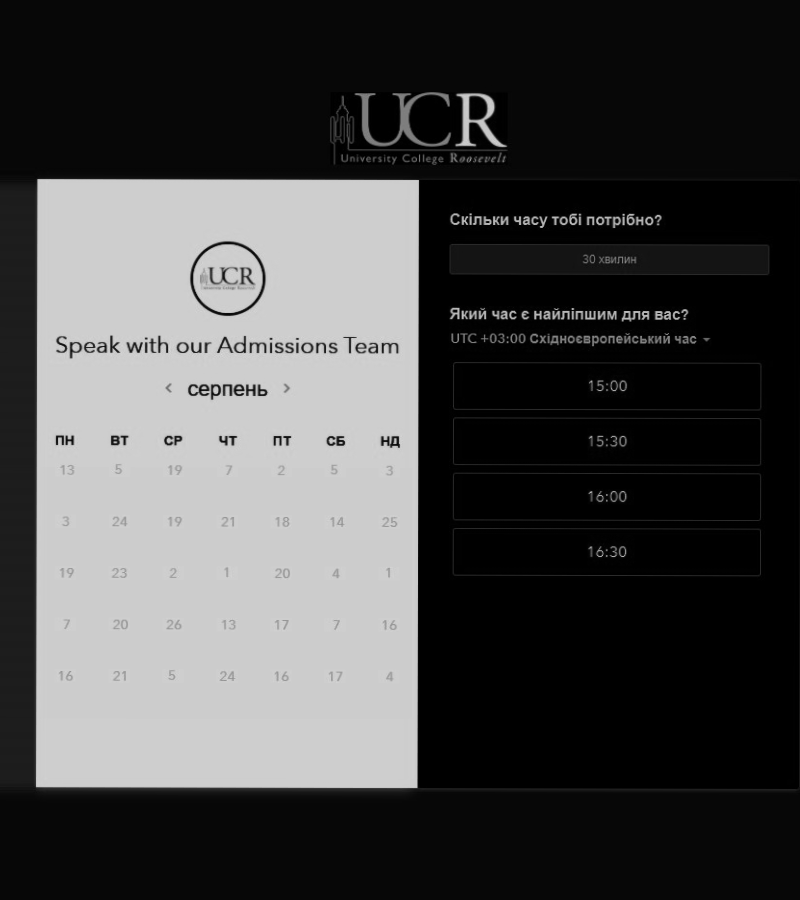 UCR
University College Roosevelt
UCR
University College Roosevelt
Speak with our Admissions Team
серпень
ПН ВТ СР ЧТ ПТ СБ НД
13 5 19 7 2 5 3
3 24 19 21 18 14 25
19 23 2 1 20 4 1
7 20 26 13 17 7 16
16 21 5 24 16 17 4
Скільки часу тобі потрібно?
30 хвилин
Який час є найліпшим для вас?
UTC +03:00 Східноєвропейський час
15:00
15:30
16:00
16:30